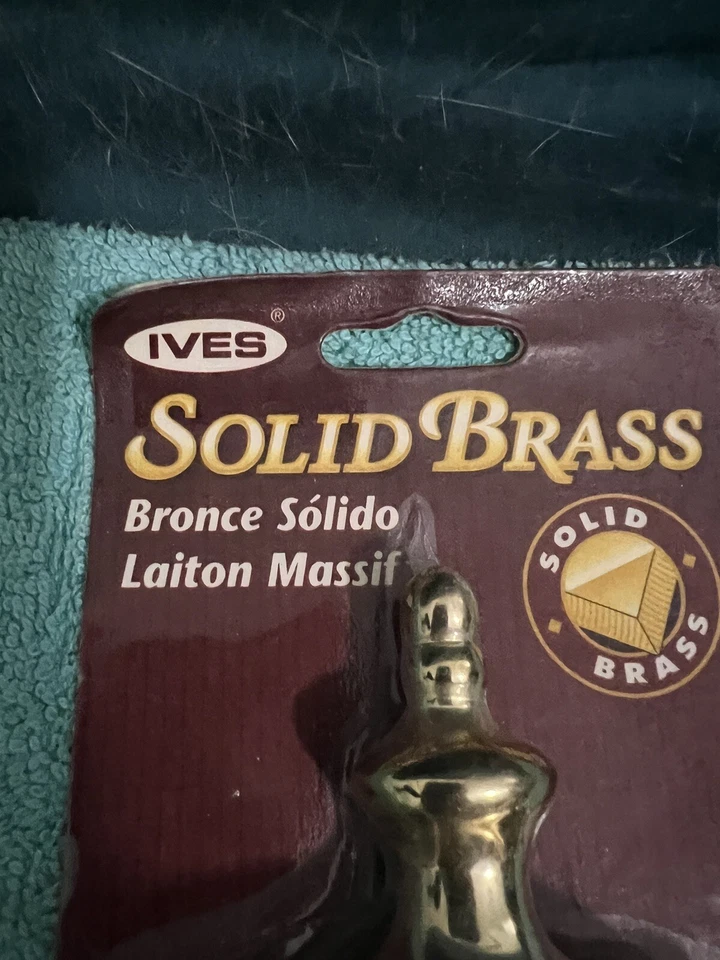 IVES®
SOLID BRASS
Bronce Sólido
Laiton Massif
SOLID
BRASS